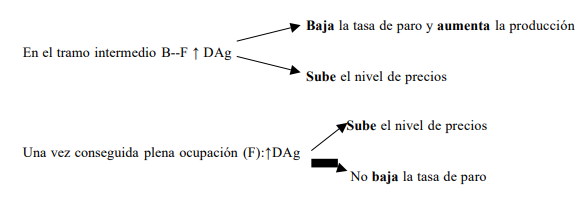 Baja la tasa de paro y aumenta la producción
En el tramo intermedio B--F ↑ DAg
Sube el nivel de precios
Sube el nivel de precios
Una vez conseguida plena ocupación (F):↑DAg
No baja la tasa de paro